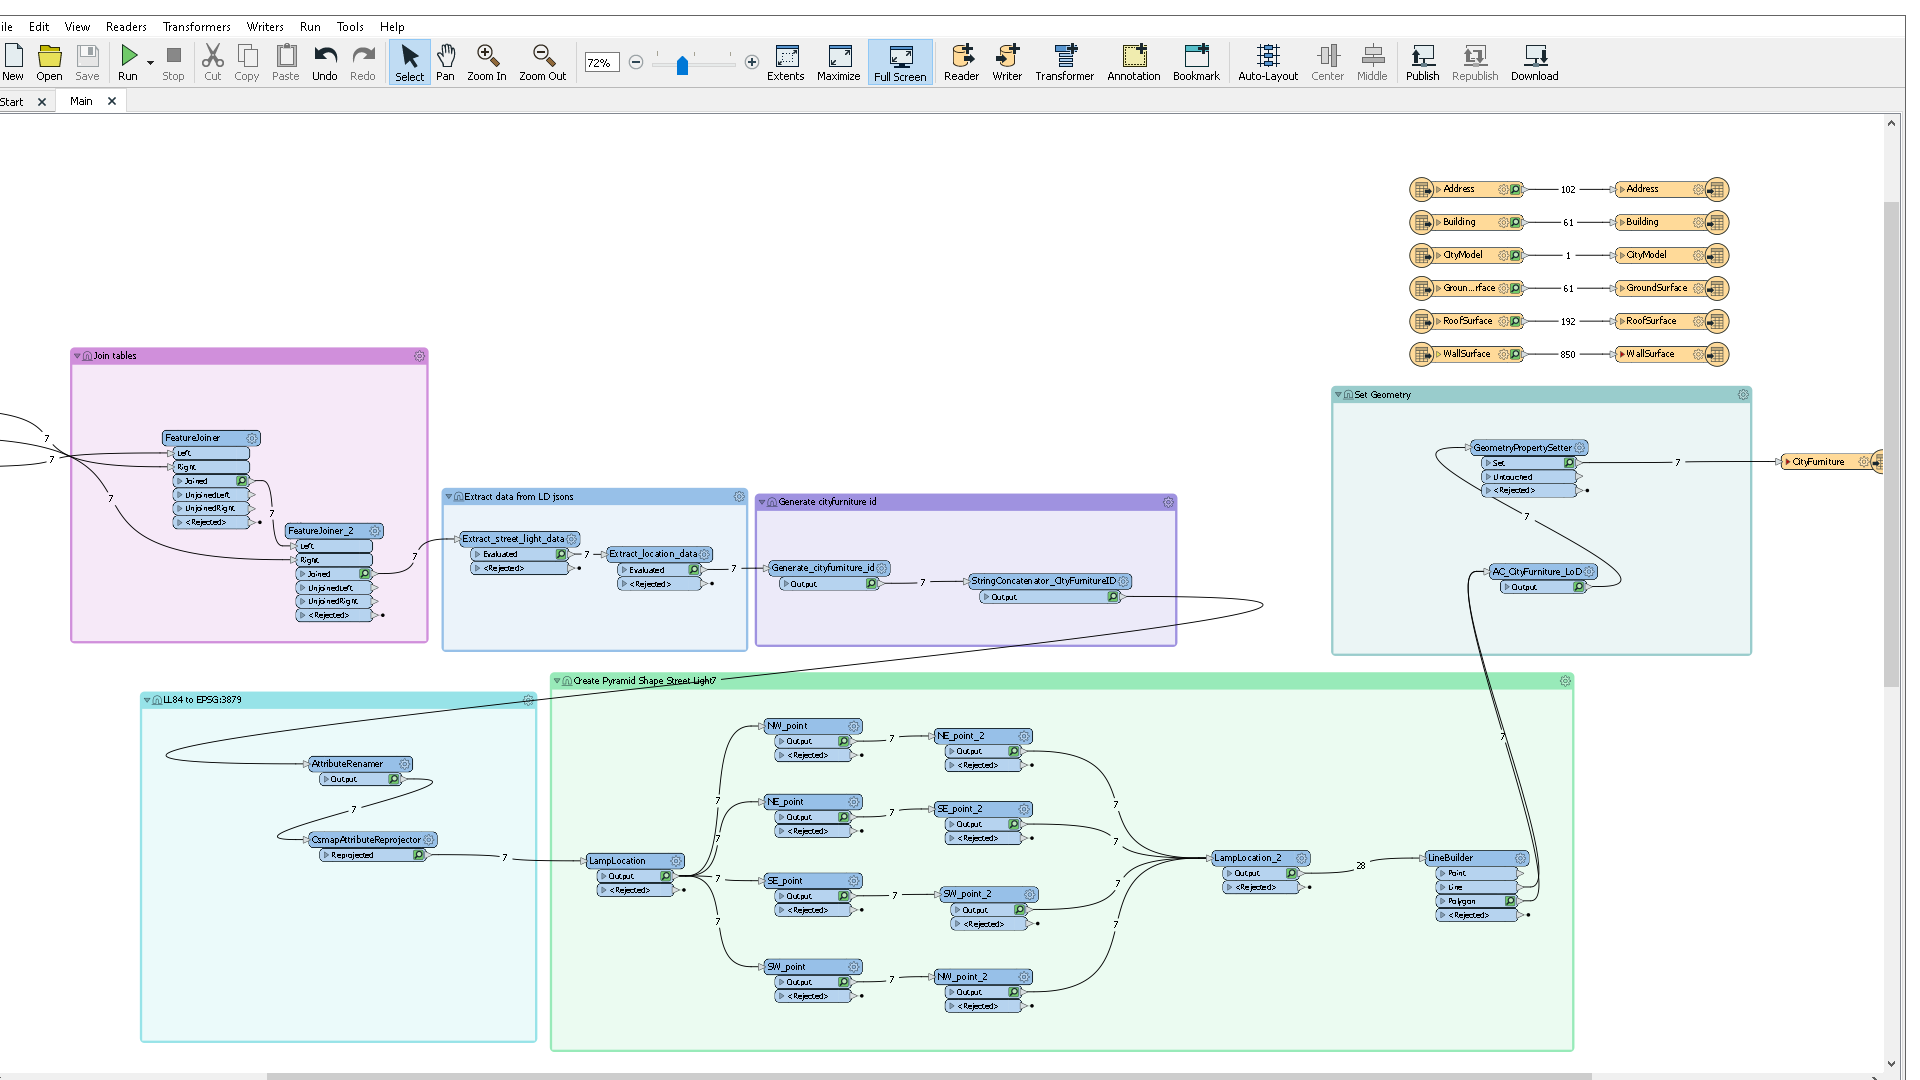 ile Edit View Readers Transformers Writers Run Tools Help
New Open Save Run Stop Cut Copy Paste Undo Redo Select Pan Zoom In Zoom Out 72% Extents Maximize Full Screen Reader Writer Transformer Annotation Bookmark Auto-Layout Center Middle Publish Republish Download
Start Main
Address 102 Address
Building 61 Building
CityModel 1 CityModel
Groun...rface 61 GroundSurface
RoofSurface 192 RoofSurface
WallSurface 850 WallSurface
Join tables
7
7
7
FeatureJoiner
Left
Right
Joined
UnjoinedLeft
UnjoinedRight
<Rejected>
7
FeatureJoiner_2
Left
Right
Joined
UnjoinedLeft
UnjoinedRight
<Rejected>
7
Extract data from LD jsons
Extract_street_light_data
Evaluated
<Rejected>
7
Extract_location_data
Evaluated
<Rejected>
7
Generate cityfurniture id
Generate_cityfurniture_id
Output
7
StringConcatenator_CityFurnitureID
Output
Set Geometry
GeometryPropertySetter
Set
Untouched
<Rejected>
7
CityFurniture
7
AC_CityFurniture_LoD
Output
LL84 to EPSG:3879
AttributeRenamer
Output
7
CsmapAttributeReprojector
Reprojected
7
Create Pyramid Shape Street Light
7
LampLocation
Output
<Rejected>
7
7
7
7
NW_point
Output
<Rejected>
7
NE_point_2
Output
<Rejected>
7
NE_point
Output
<Rejected>
7
SE_point_2
Output
<Rejected>
7
SE_point
Output
<Rejected>
7
SW_point_2
Output
<Rejected>
7
SW_point
Output
<Rejected>
7
NW_point_2
Output
<Rejected>
7
LampLocation_2
Output
<Rejected>
28
LineBuilder
Point
Line
Polygon
<Rejected>
7